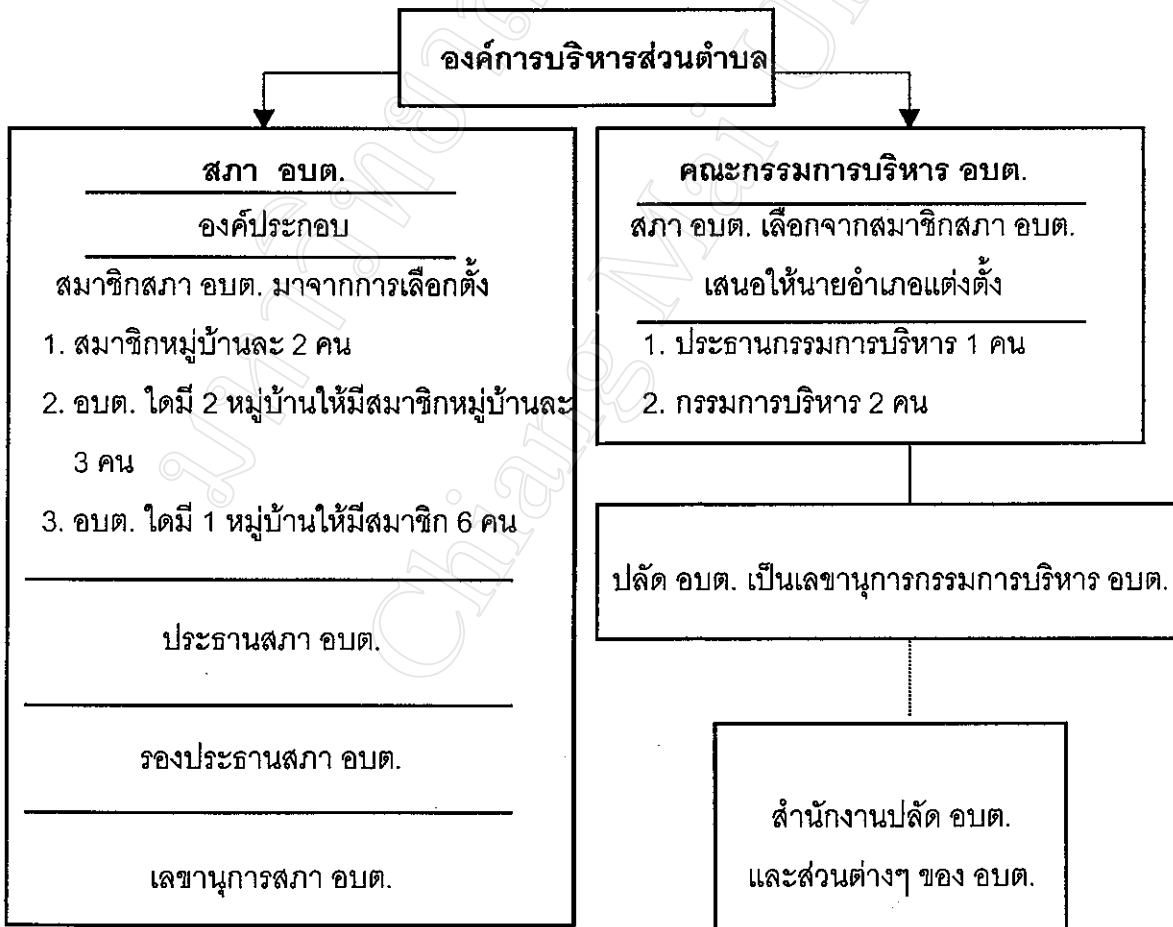 องค์การบริหารส่วนตำบล
สภา อบต.
องค์ประกอบ
สมาชิกสภา อบต. มาจากการเลือกตั้ง
1. สมาชิกหมู่บ้านละ 2 คน
2. อบต. ใดมี 2 หมู่บ้านให้มีสมาชิกหมู่บ้านละ
3 คน
3. อบต. ใดมี 1 หมู่บ้านให้มีสมาชิก 6 คน
ประธานสภา อบต.
รองประธานสภา อบต.
เลขานุการสภา อบต.
คณะกรรมการบริหาร อบต.
สภา อบต. เลือกจากสมาชิกสภา อบต.
เสนอให้นายอำเภอแต่งตั้ง
1. ประธานกรรมการบริหาร 1 คน
2. กรรมการบริหาร 2 คน
ปลัด อบต. เป็นเลขานุการกรรมการบริหาร อบต.
สำนักงานปลัด อบต.
และส่วนต่างๆ ของ อบต.
Chiang Mai